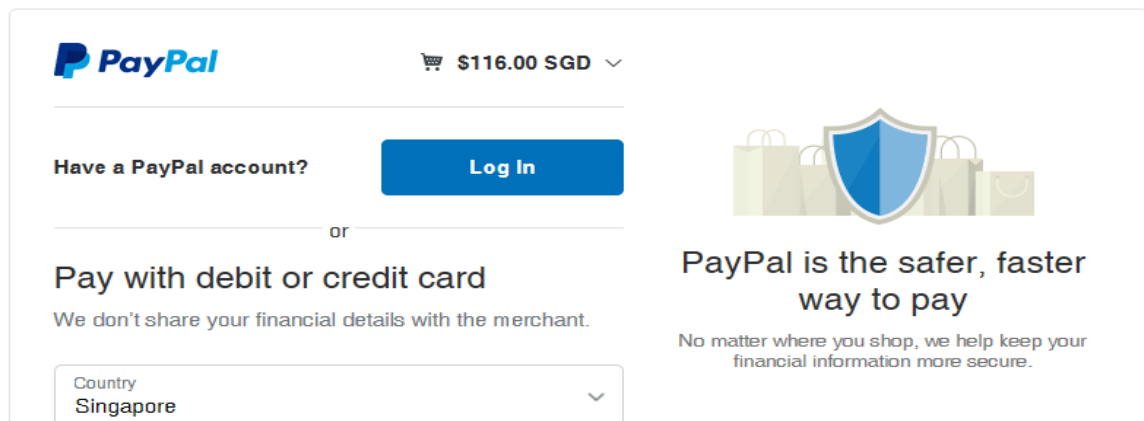 PayPal
$116.00 SGD
Have a PayPal account?
Log In
or
Pay with debit or credit card
We don't share your financial details with the merchant.
Country
Singapore
PayPal is the safer, faster
way to pay
No matter where you shop, we help keep your
financial information more secure.